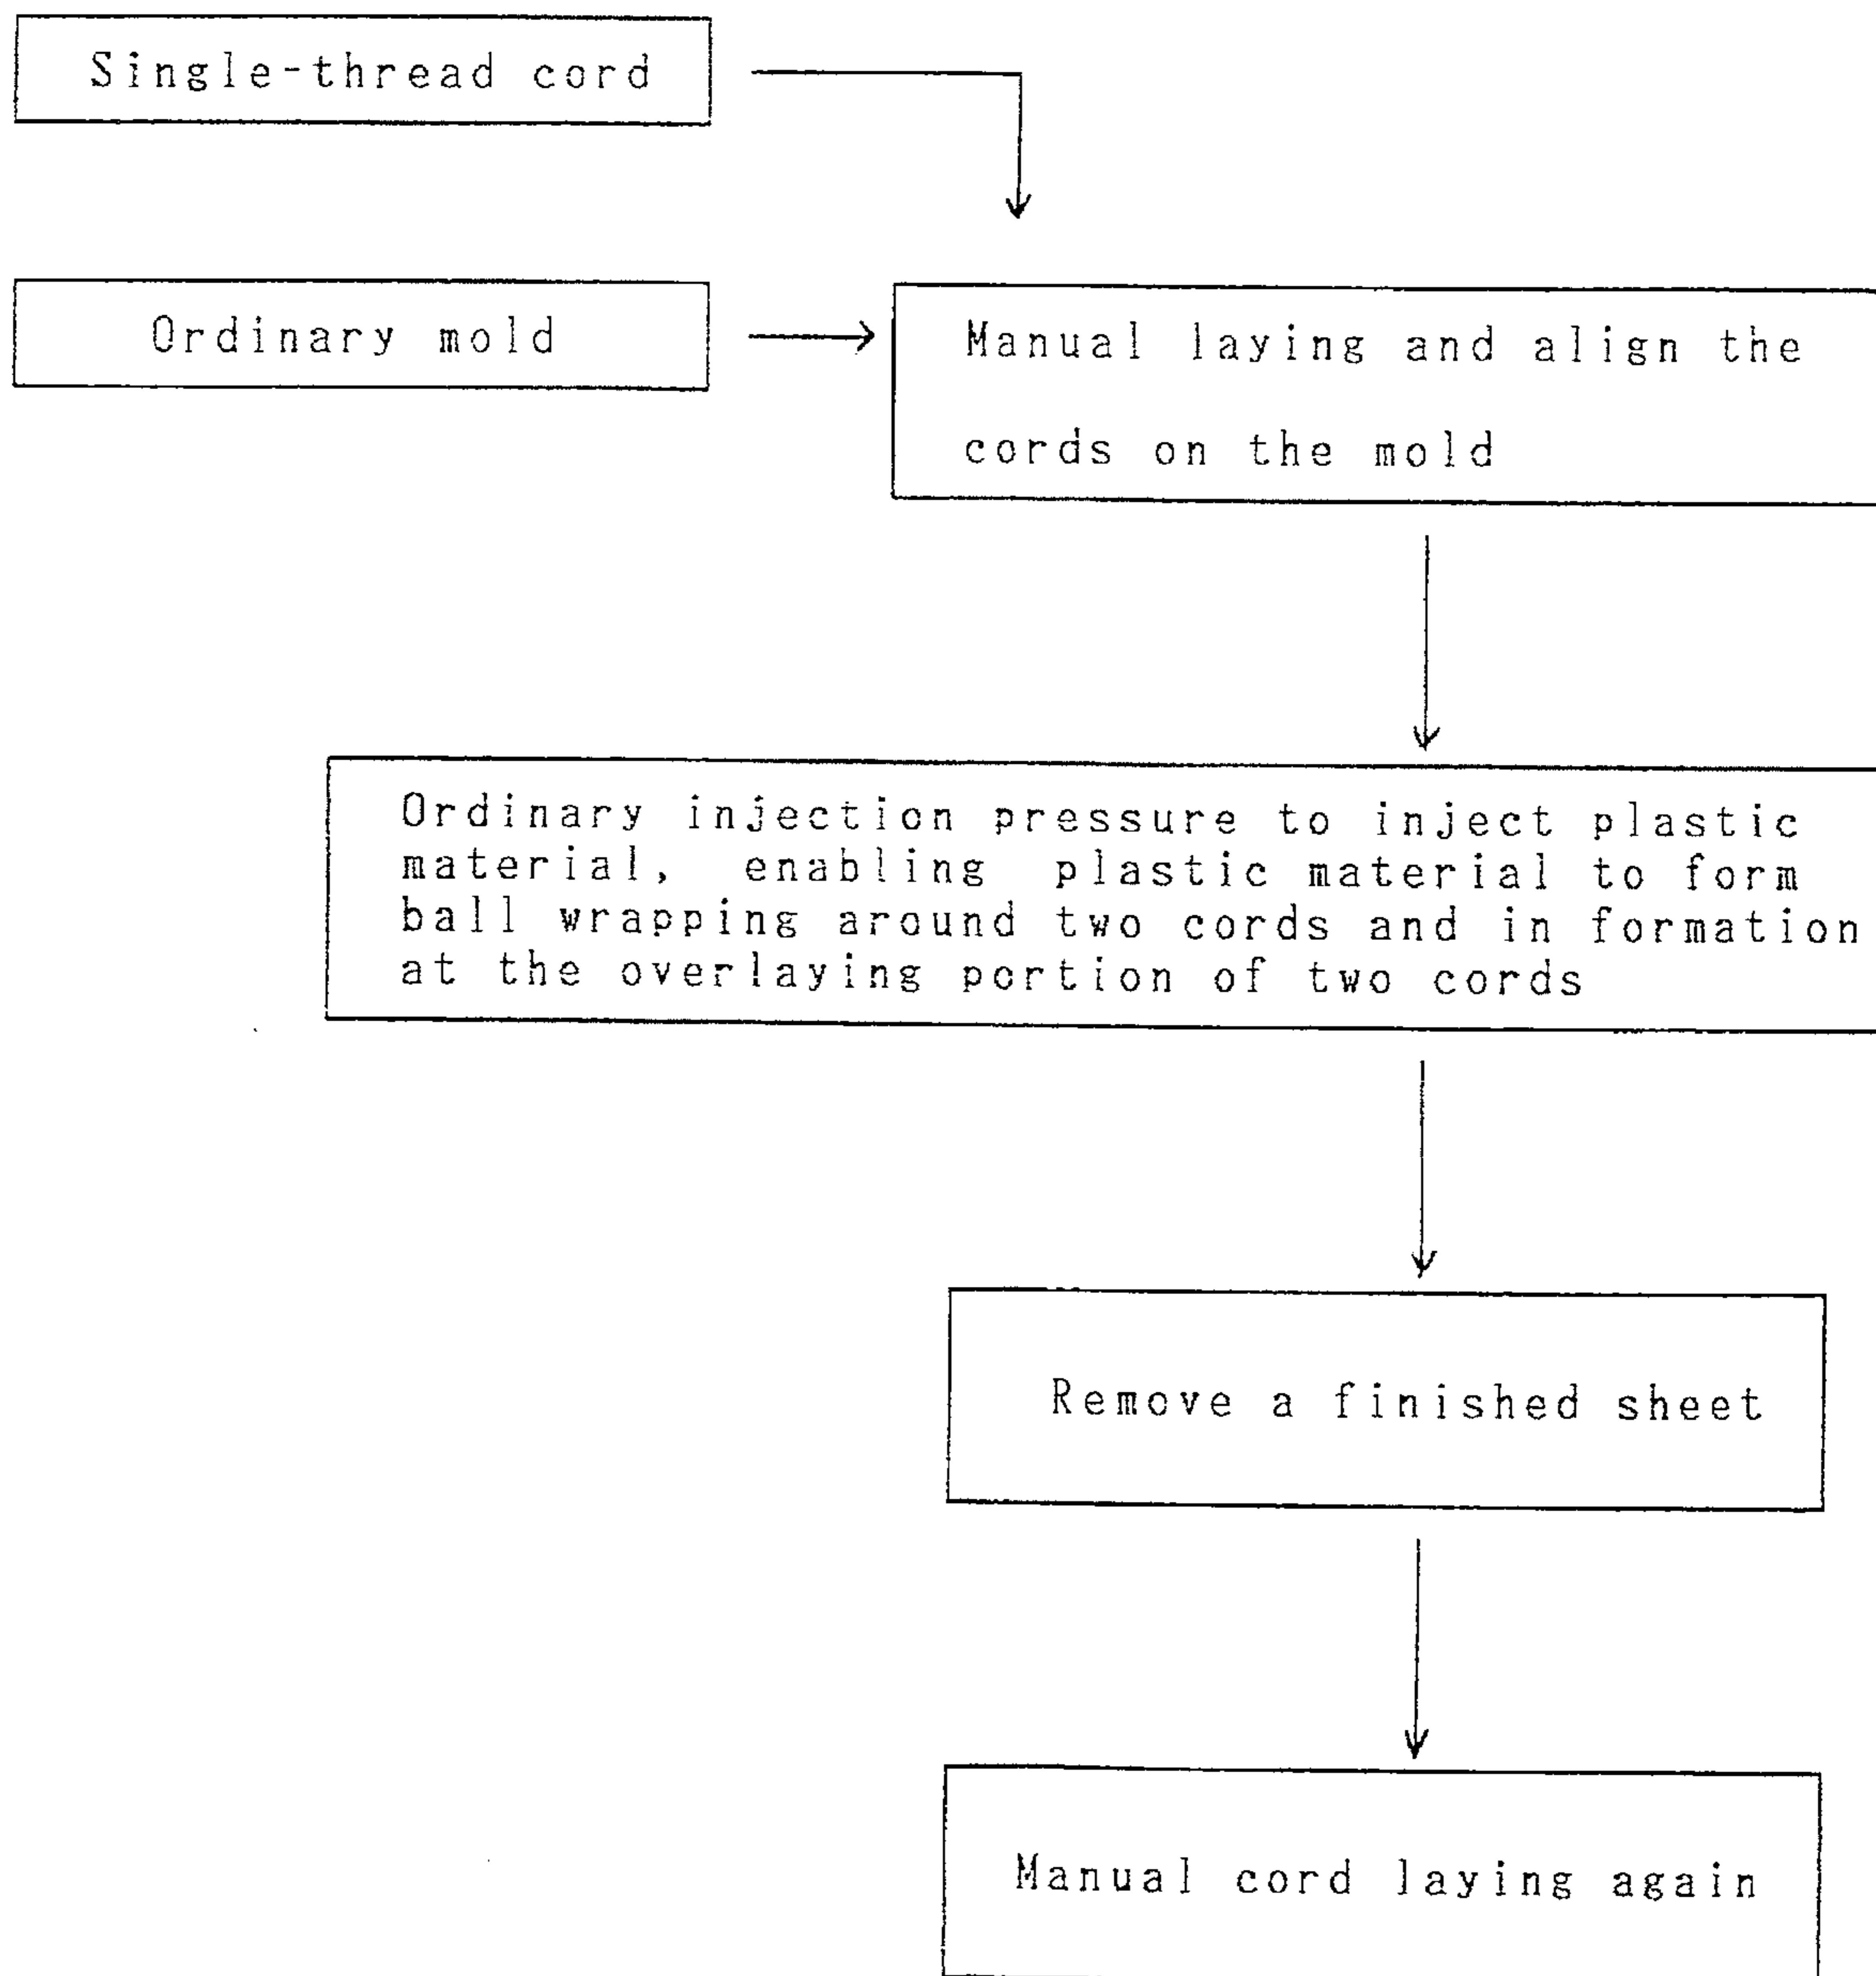 Single-thread cord
Ordinary mold
Manual laying and align the
cords on the mold
Ordinary injection pressure to inject plastic
material, enabling plastic material to form
ball wrapping around two cords and in formation
at the overlaying portion of two cords
Remove a finished sheet
Manual cord laying again